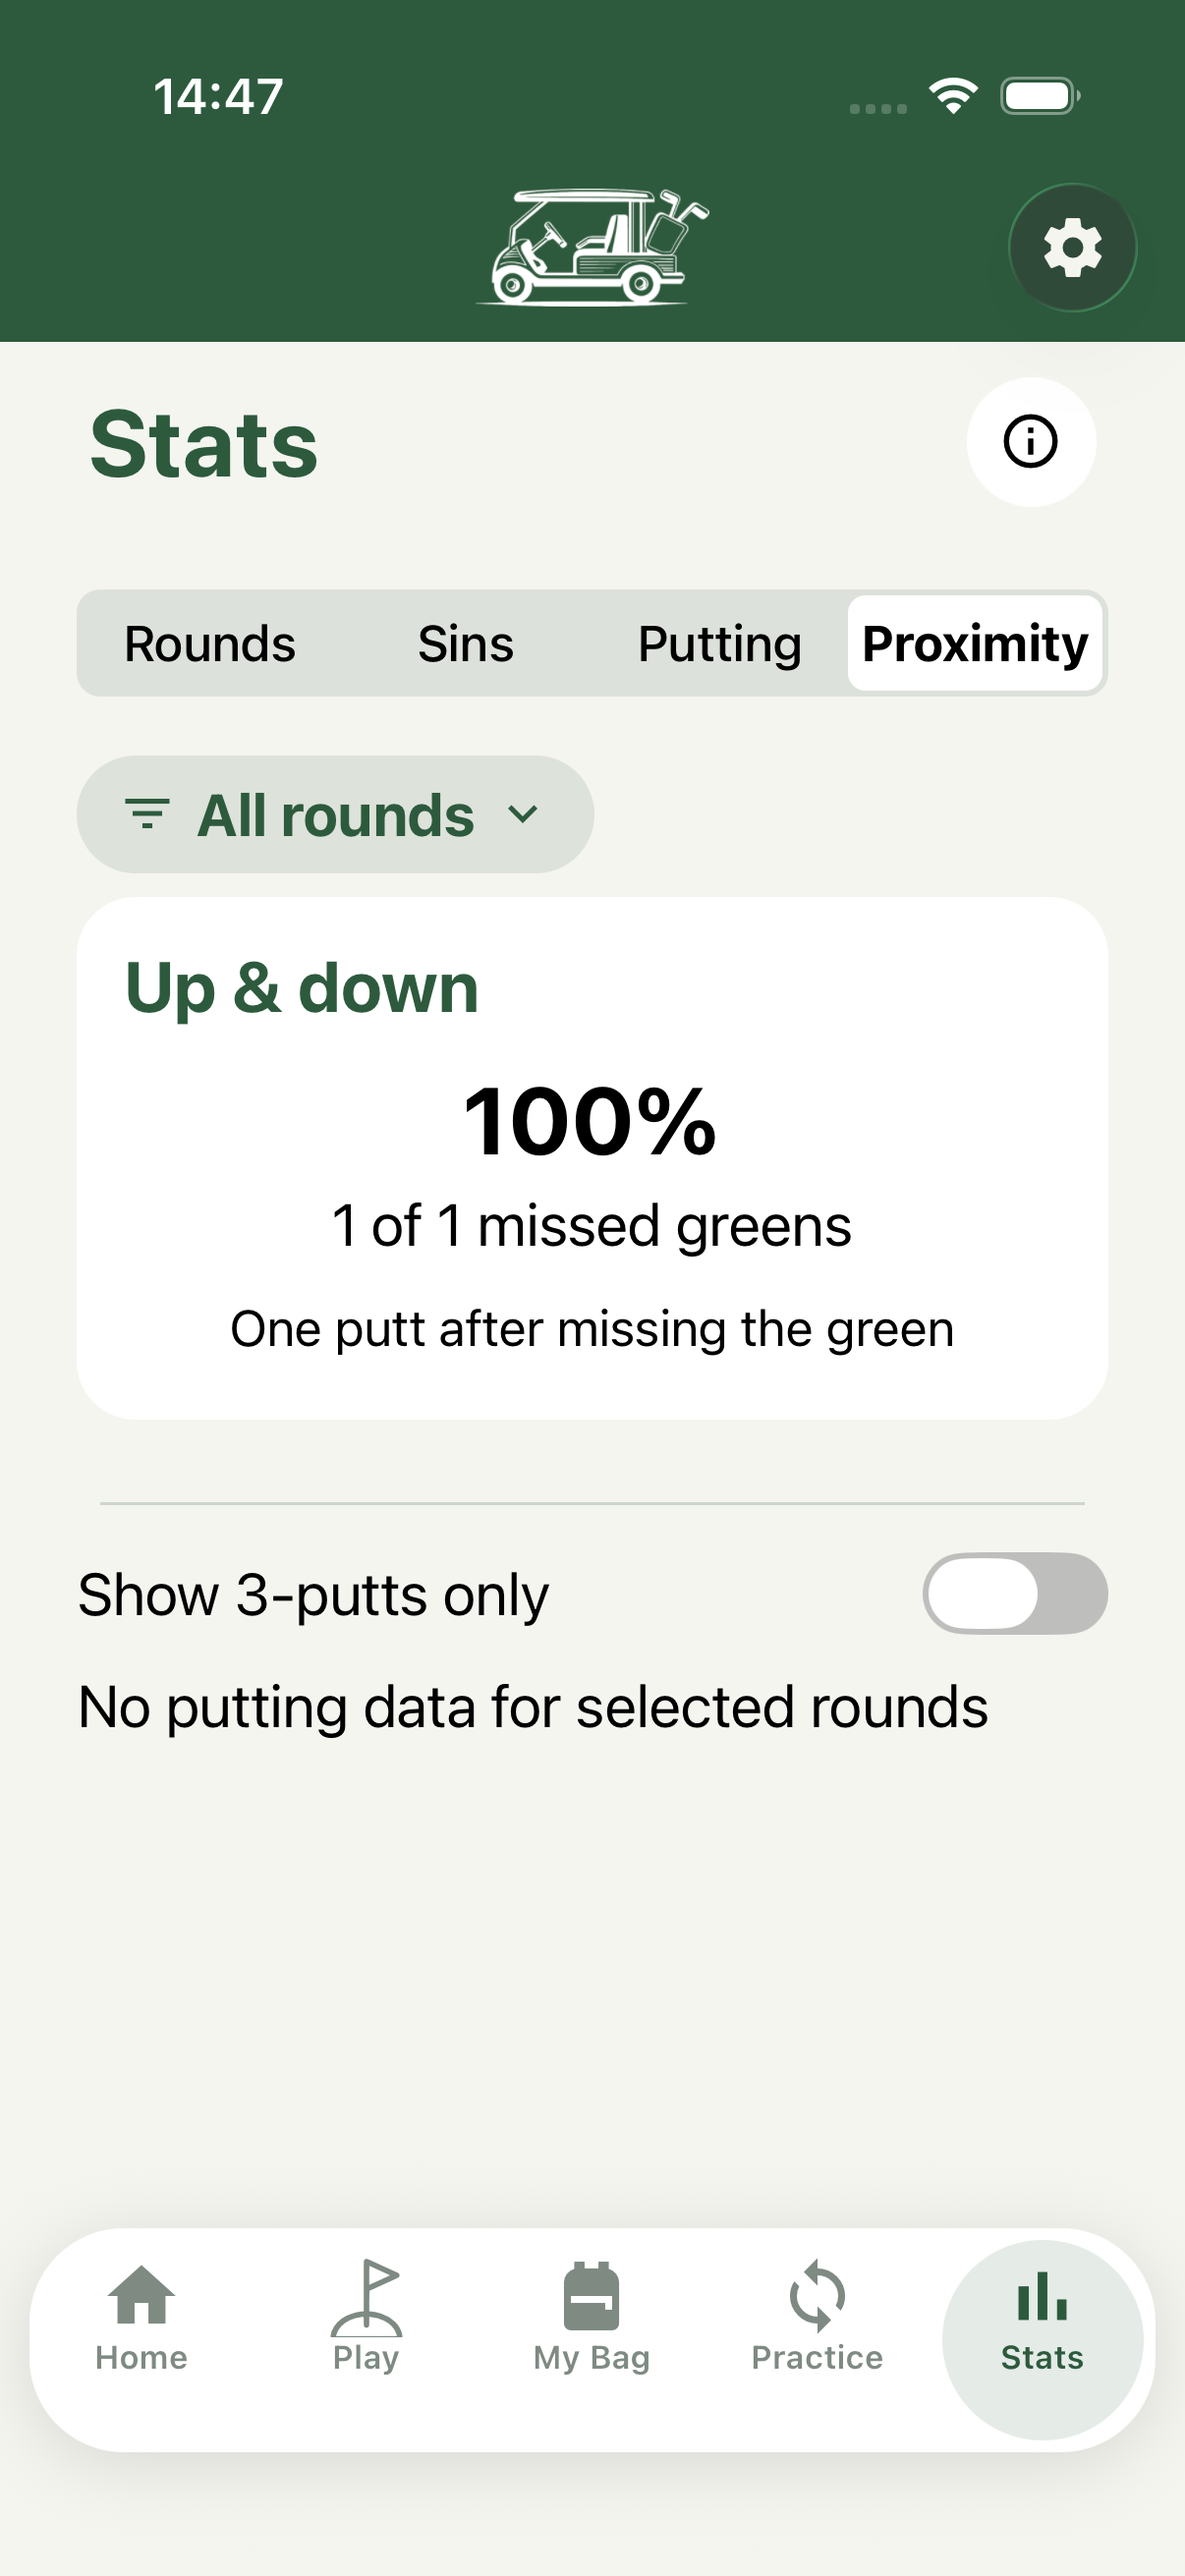 14:47
Stats
Rounds Sins Putting Proximity
All rounds
Up & down
100%
1 of 1 missed greens
One putt after missing the green
Show 3-putts only
No putting data for selected rounds
Home Play My Bag Practice Stats